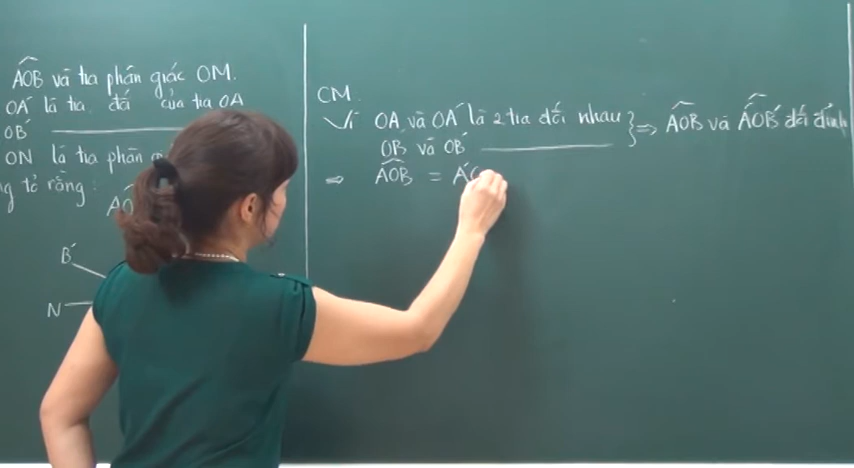 AOB và tia phân giác OM.
OA' là tia đối của tia OA
OB'
ON là tia phân
tỏ rằng:
B'
N
CM.
Vì OA và OA' là 2 tia đối nhau } => AOB và A'OB' đối đỉnh
OB và OB'
=> AOB = A'O